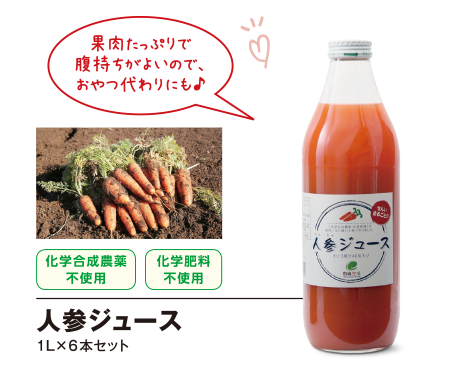 果肉たっぷりで
腹持ちがよいので、
おやつ代わりにも♪
人参ジュース
化学合成農薬
不使用
化学肥料
不使用
人参ジュース
1L×6本セット